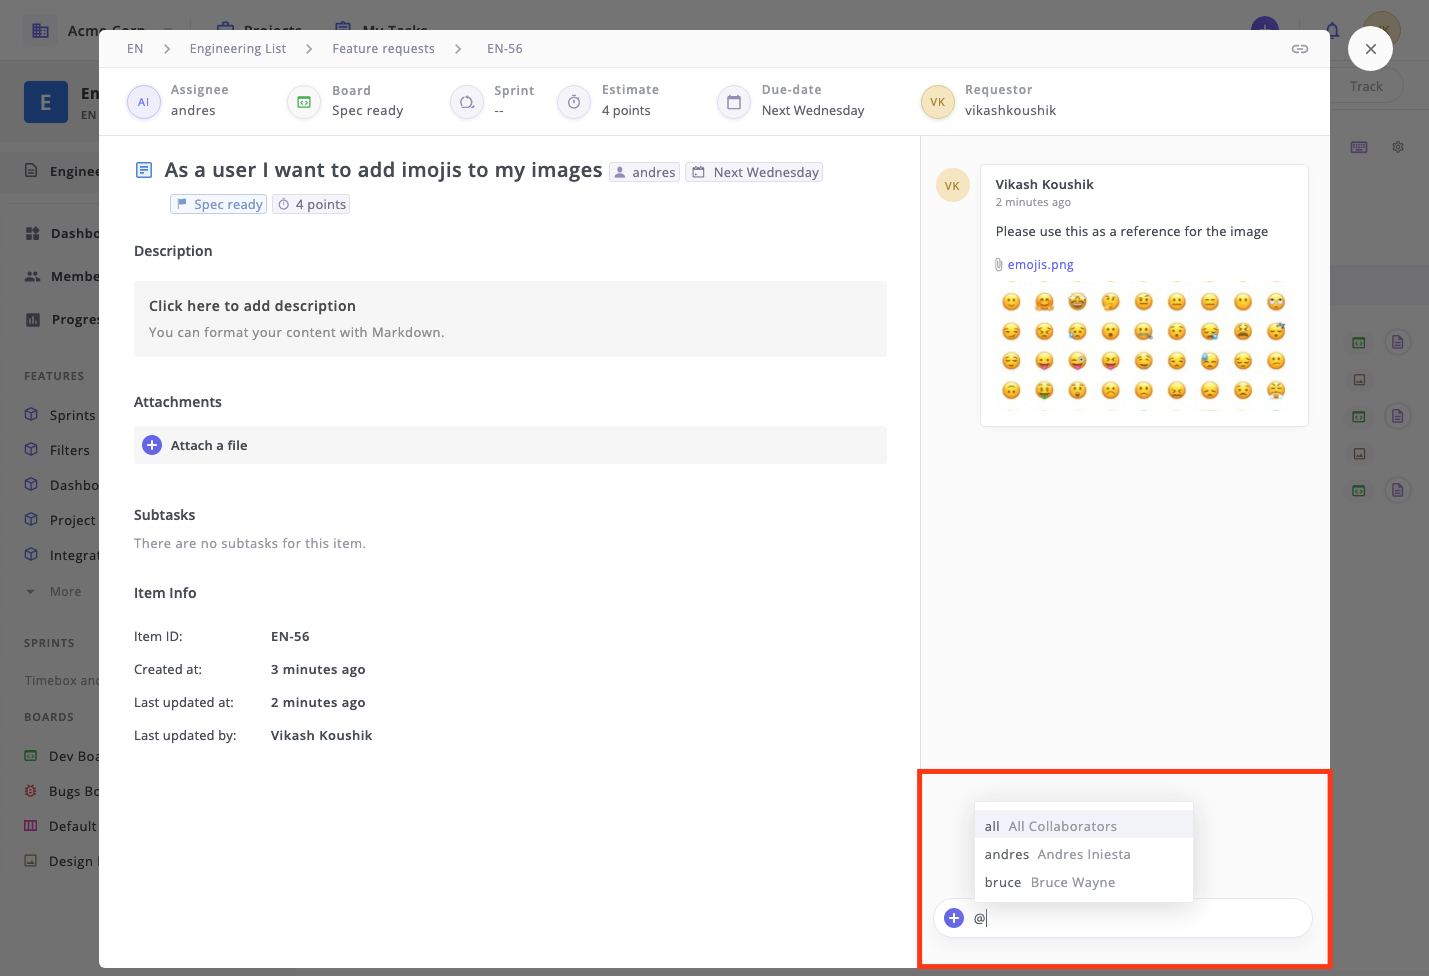 Acme Corp
Projects
My Tasks
EN
Engineering List
Feature requests
EN-56
E
En
EN
Track
AI
Assignee
andres
Board
Spec ready
Sprint
--
Estimate
4 points
Due-date
Next Wednesday
VK
Requestor
vikashkoushik
As a user I want to add imojis to my images
andres
Next Wednesday
Spec ready
4 points
Description
Click here to add description
You can format your content with Markdown.
Attachments
Attach a file
Subtasks
There are no subtasks for this item.
Item Info
Item ID: EN-56
Created at: 3 minutes ago
Last updated at: 2 minutes ago
Last updated by: Vikash Koushik
VK
Vikash Koushik
2 minutes ago
Please use this as a reference for the image
emojis.png
all All Collaborators
andres Andres Iniesta
bruce Bruce Wayne
@
Enginee
Dashbo
Membe
Progres
FEATURES
Sprints
Filters
Dashbo
Project
Integrat
More
SPRINTS
Timebox and
BOARDS
Dev Boa
Bugs Bo
Default
Design